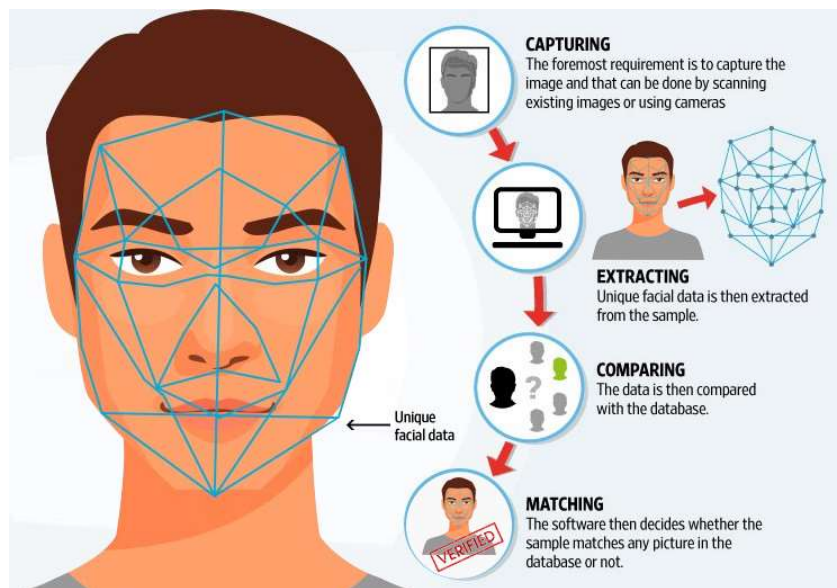 CAPTURING
The foremost requirement is to capture the
image and that can be done by scanning
existing images or using cameras
EXTRACTING
Unique facial data is then extracted
from the sample.
COMPARING
The data is then compared
with the database.
?
Unique
facial data
MATCHING
The software then decides whether the
sample matches any picture in the
database or not.
VERIFIED